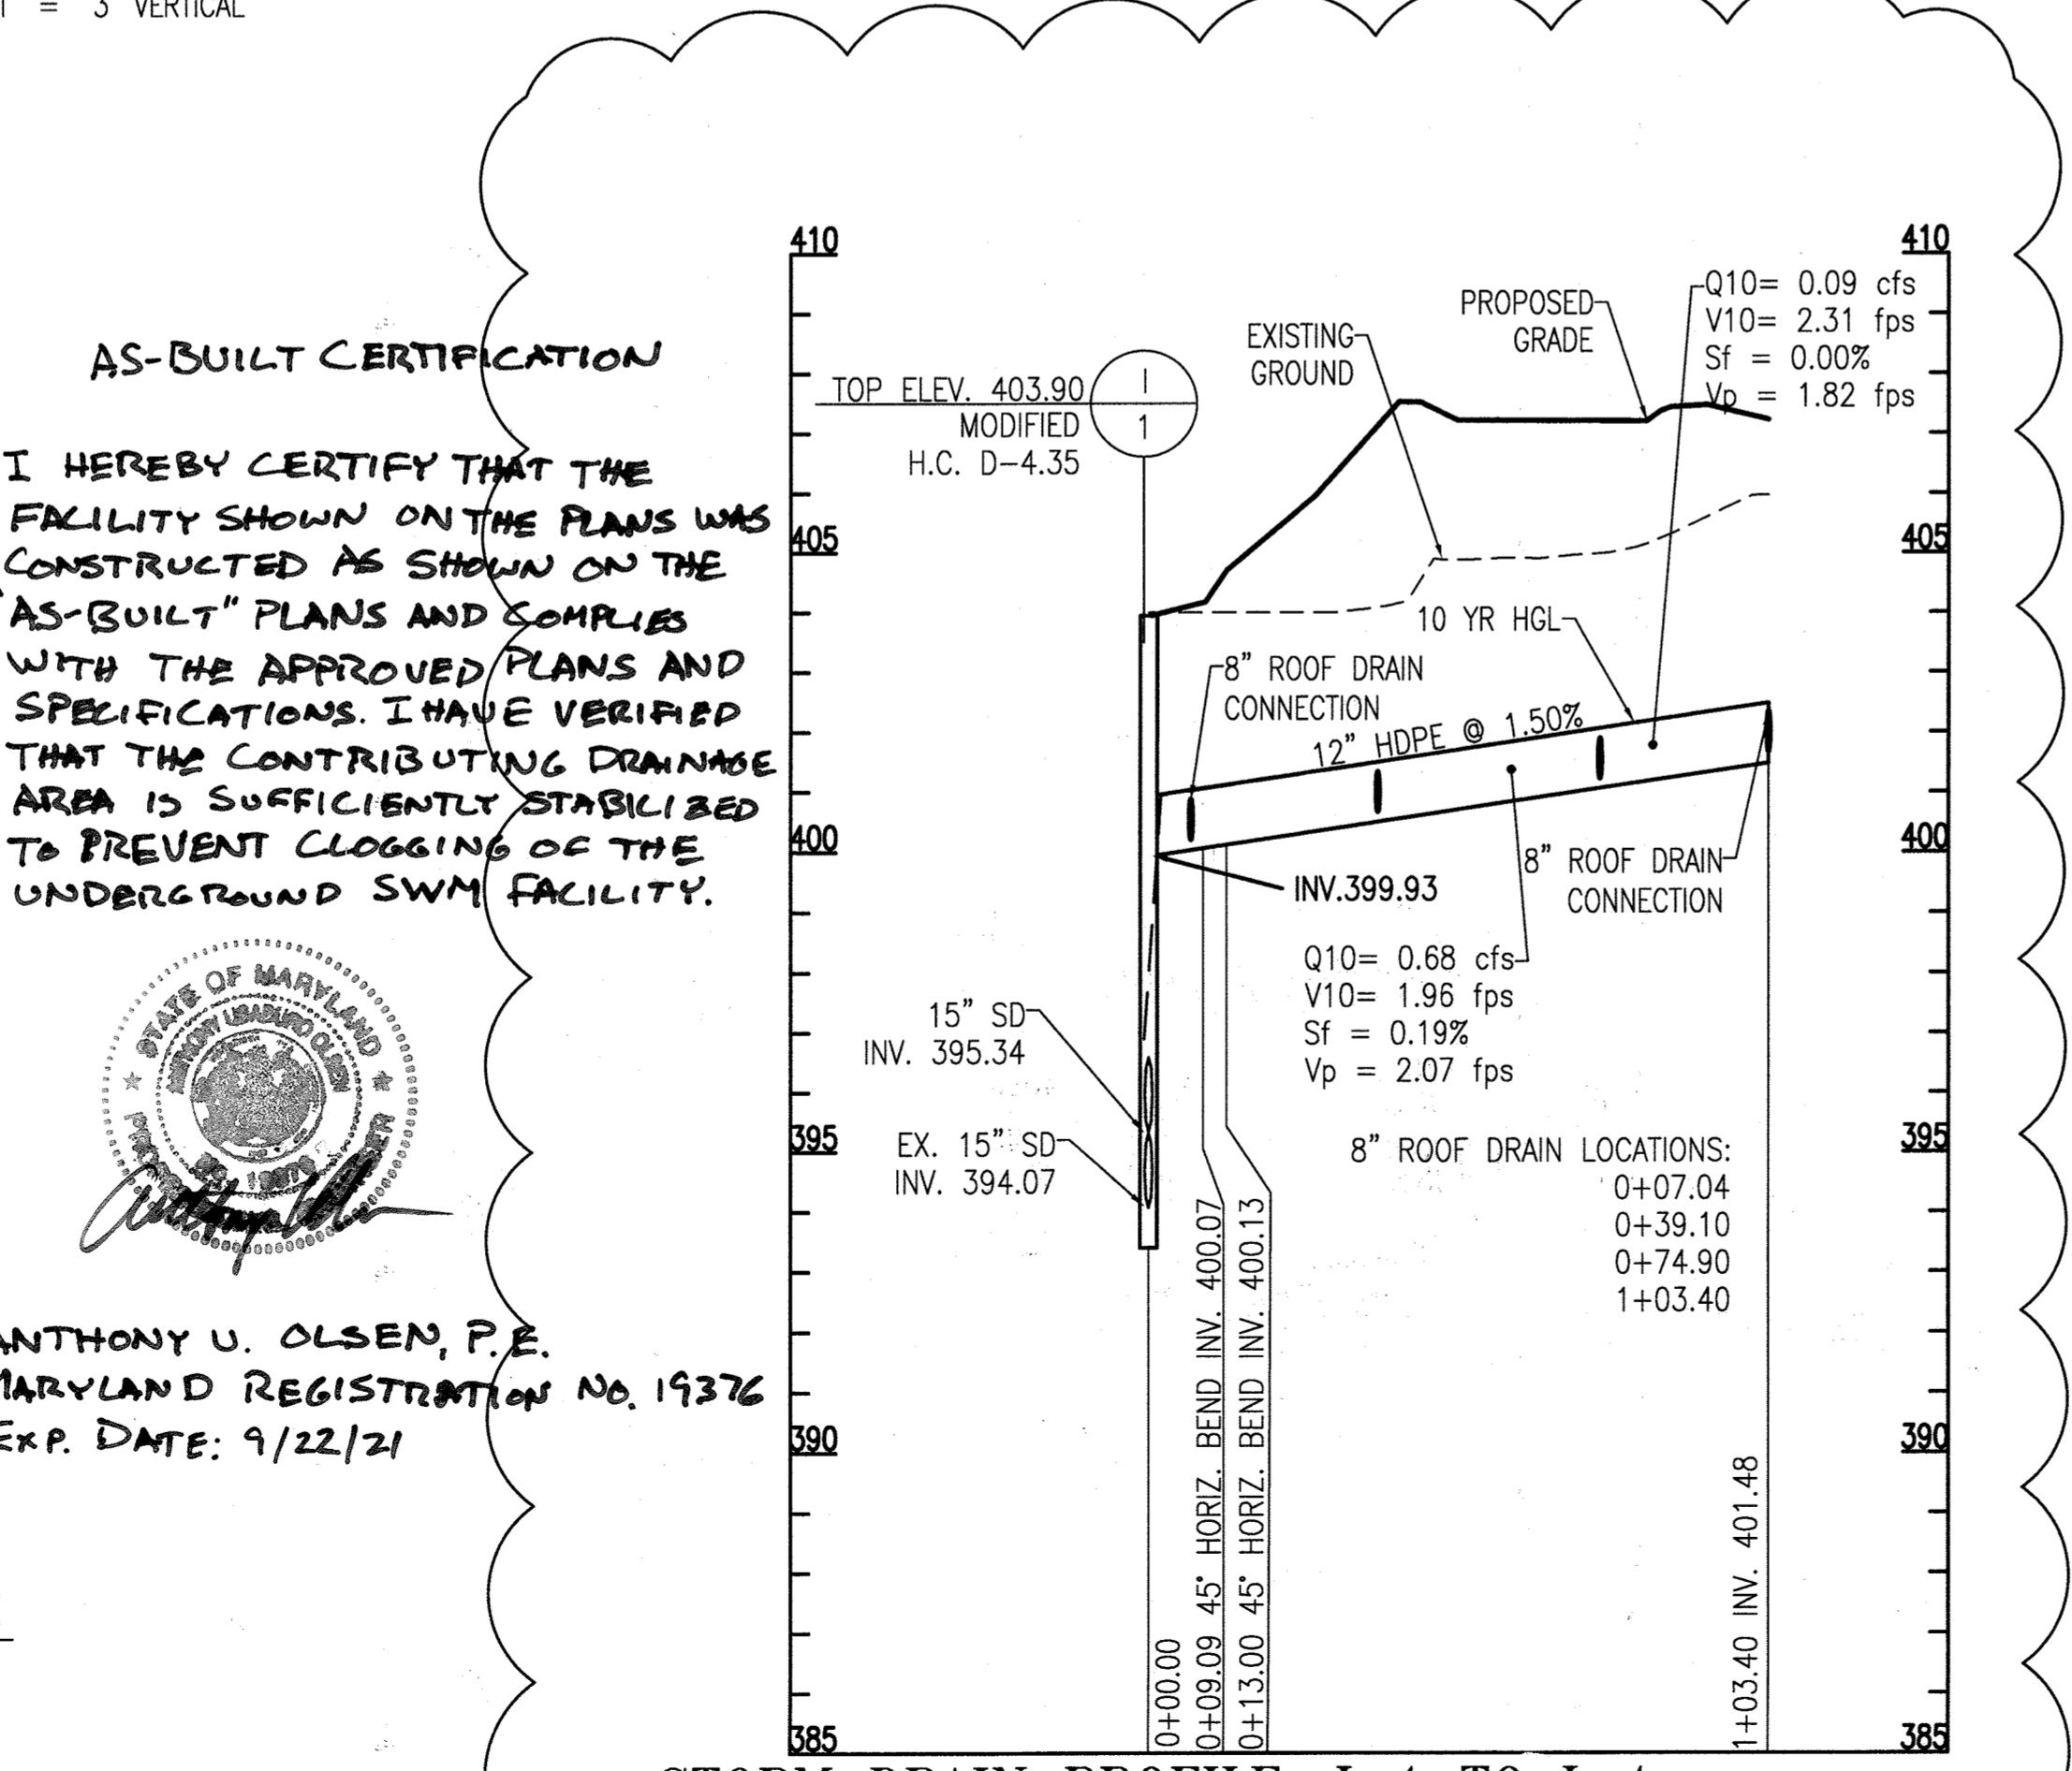 = 3 VERTICAL
AS-BUILT CERTIFICATION
I HEREBY CERTIFY THAT THE
FACILITY SHOWN ON THE PLANS WAS
CONSTRUCTED AS SHOWN ON THE
"AS-BUILT" PLANS AND COMPLIES
WITH THE APPROVED PLANS AND
SPECIFICATIONS. I HAVE VERIFIED
THAT THE CONTRIBUTING DRAINAGE
AREA IS SUFFICIENTLY STABILIZED
TO PREVENT CLOGGING OF THE
UNDERGROUND SWM FACILITY.
STATE OF MARYLAND
ANTHONY OLSEN
ANTHONY U. OLSEN, P.E.
MARYLAND REGISTRATION No. 19376
EXP. DATE: 9/22/21
410
405
400
395
390
385
TOP ELEV. 403.90
MODIFIED
H.C. D-4.35
I
1
EXISTING
GROUND
PROPOSED
GRADE
Q10= 0.09 cfs
V10= 2.31 fps
Sf = 0.00%
Vp = 1.82 fps
10 YR HGL
8" ROOF DRAIN
CONNECTION
12" HDPE @ 1.50%
INV.399.93
8" ROOF DRAIN
CONNECTION
Q10= 0.68 cfs
V10= 1.96 fps
Sf = 0.19%
Vp = 2.07 fps
15" SD
INV. 395.34
EX. 15" SD
INV. 394.07
8" ROOF DRAIN LOCATIONS:
0+07.04
0+39.10
0+74.90
1+03.40
0+00.00
0+09.09 45° HORIZ. BEND INV. 400.07
0+13.00 45° HORIZ. BEND INV. 400.13
1+03.40 INV. 401.48
410
405
400
395
390
385
STORM DRAIN PROFILE I-1 TO I-1